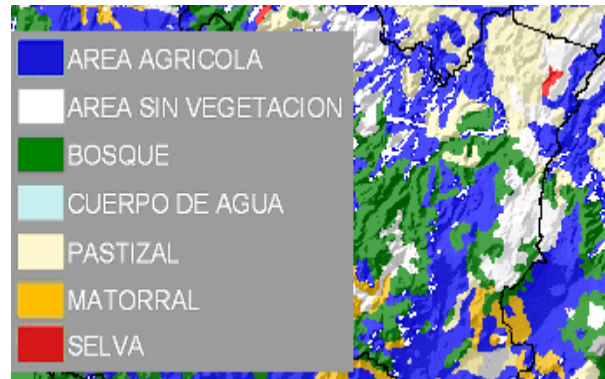 AREA AGRICOLA
AREA SIN VEGETACION
BOSQUE
CUERPO DE AGUA
PASTIZAL
MATORRAL
SELVA